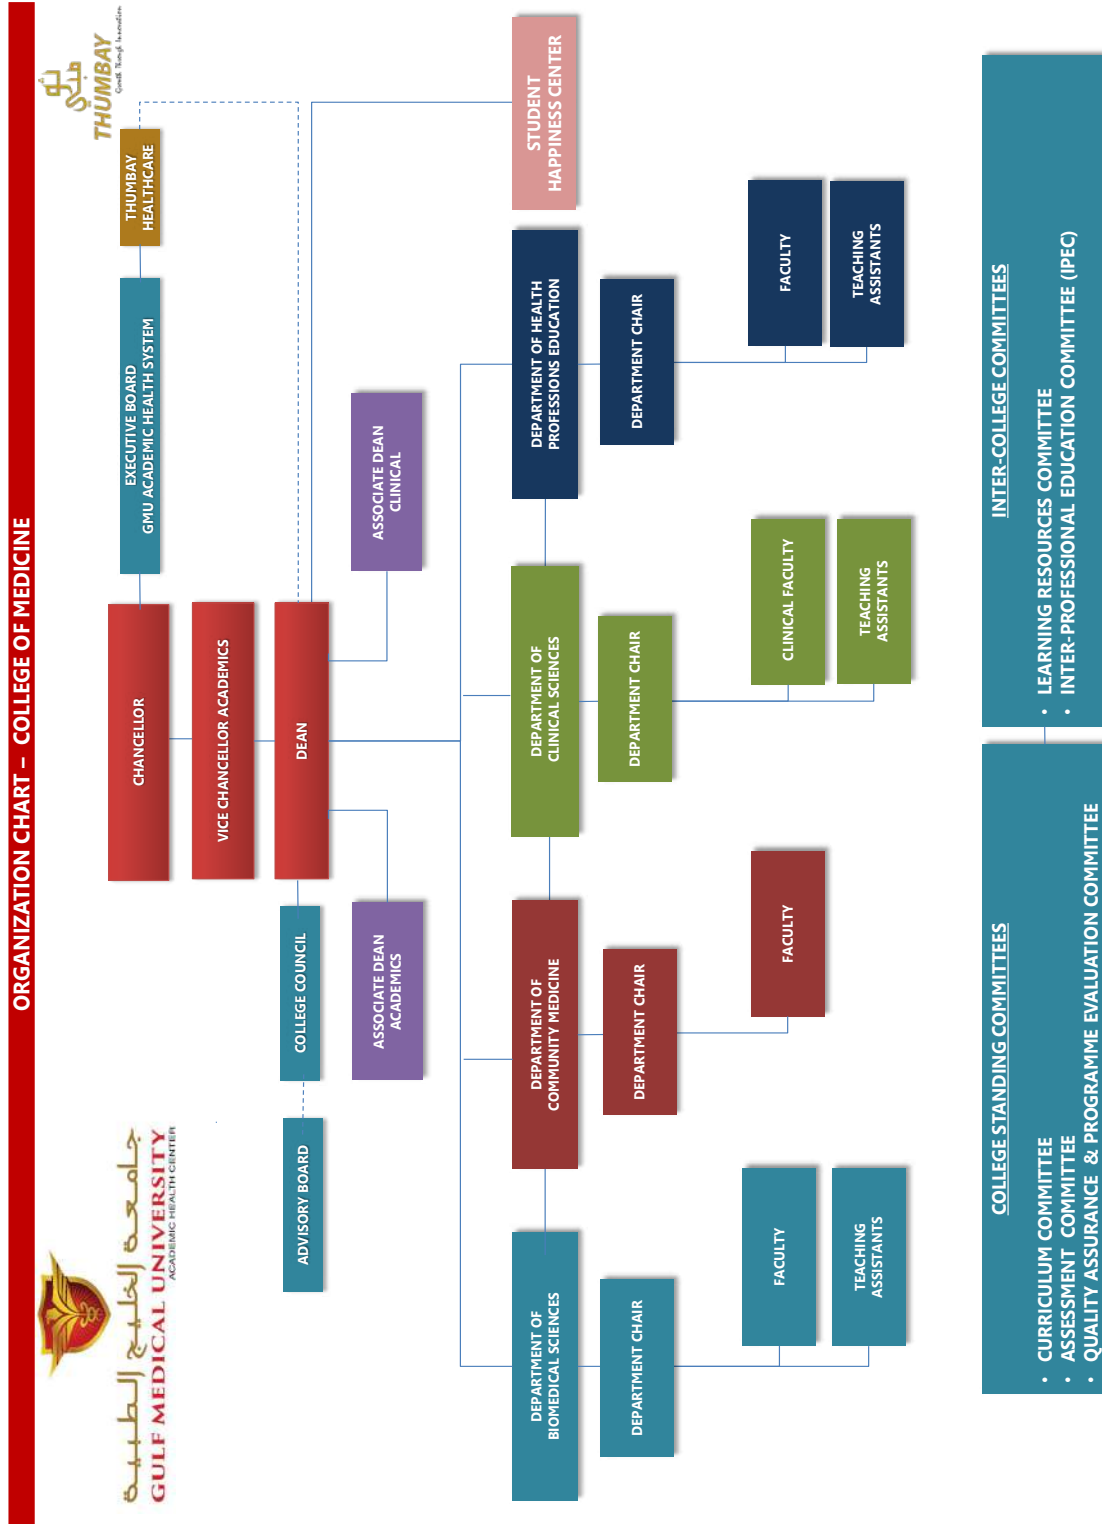 ORGANIZATION CHART – COLLEGE OF MEDICINE
جامعة الخليج الطبية
GULF MEDICAL UNIVERSITY
ACADEMIC HEALTH CENTER
THUMBAY
Growth Through Innovation
CHANCELLOR
EXECUTIVE BOARD
GMU ACADEMIC HEALTH SYSTEM
THUMBAY
HEALTHCARE
VICE CHANCELLOR ACADEMICS
ADVISORY BOARD
COLLEGE COUNCIL
DEAN
ASSOCIATE DEAN
ACADEMICS
ASSOCIATE DEAN
CLINICAL
DEPARTMENT OF
BIOMEDICAL SCIENCES
DEPARTMENT OF
COMMUNITY MEDICINE
DEPARTMENT OF
CLINICAL SCIENCES
DEPARTMENT OF HEALTH
PROFESSIONS EDUCATION
STUDENT
HAPPINESS CENTER
DEPARTMENT CHAIR
DEPARTMENT CHAIR
DEPARTMENT CHAIR
DEPARTMENT CHAIR
FACULTY
FACULTY
CLINICAL FACULTY
FACULTY
TEACHING
ASSISTANTS
TEACHING
ASSISTANTS
TEACHING
ASSISTANTS
COLLEGE STANDING COMMITTEES
• CURRICULUM COMMITTEE
• ASSESSMENT COMMITTEE
• QUALITY ASSURANCE & PROGRAMME EVALUATION COMMITTEE
INTER-COLLEGE COMMITTEES
• LEARNING RESOURCES COMMITTEE
• INTER-PROFESSIONAL EDUCATION COMMITTEE (IPEC)